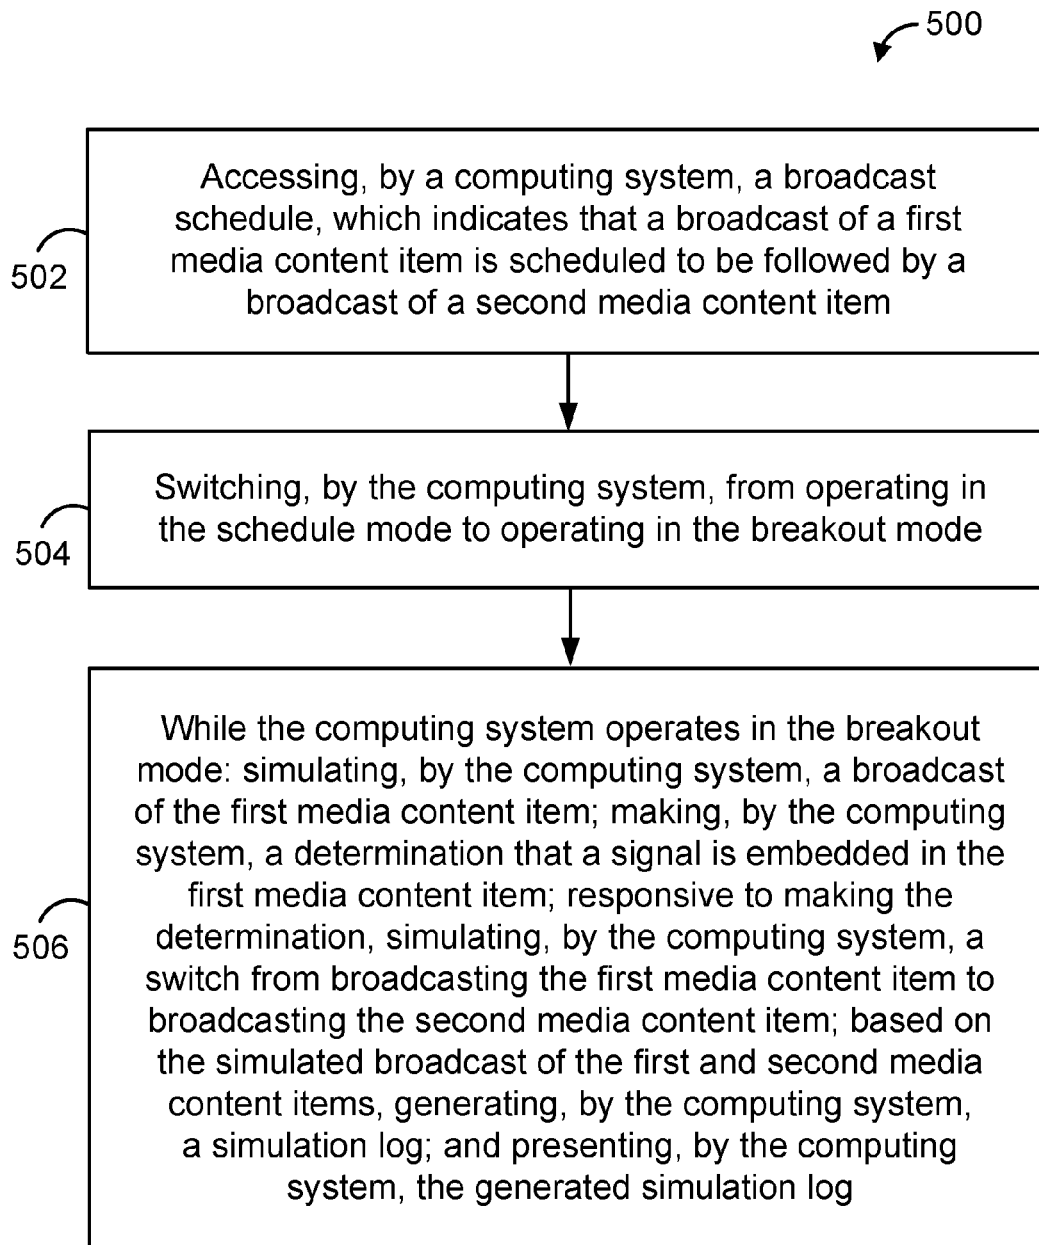 500
Accessing, by a computing system, a broadcast
schedule, which indicates that a broadcast of a first
media content item is scheduled to be followed by a
broadcast of a second media content item
502
Switching, by the computing system, from operating in
the schedule mode to operating in the breakout mode
504
While the computing system operates in the breakout
mode: simulating, by the computing system, a broadcast
of the first media content item; making, by the computing
system, a determination that a signal is embedded in the
first media content item; responsive to making the
determination, simulating, by the computing system, a
switch from broadcasting the first media content item to
broadcasting the second media content item; based on
the simulated broadcast of the first and second media
content items, generating, by the computing system,
a simulation log; and presenting, by the computing
system, the generated simulation log
506